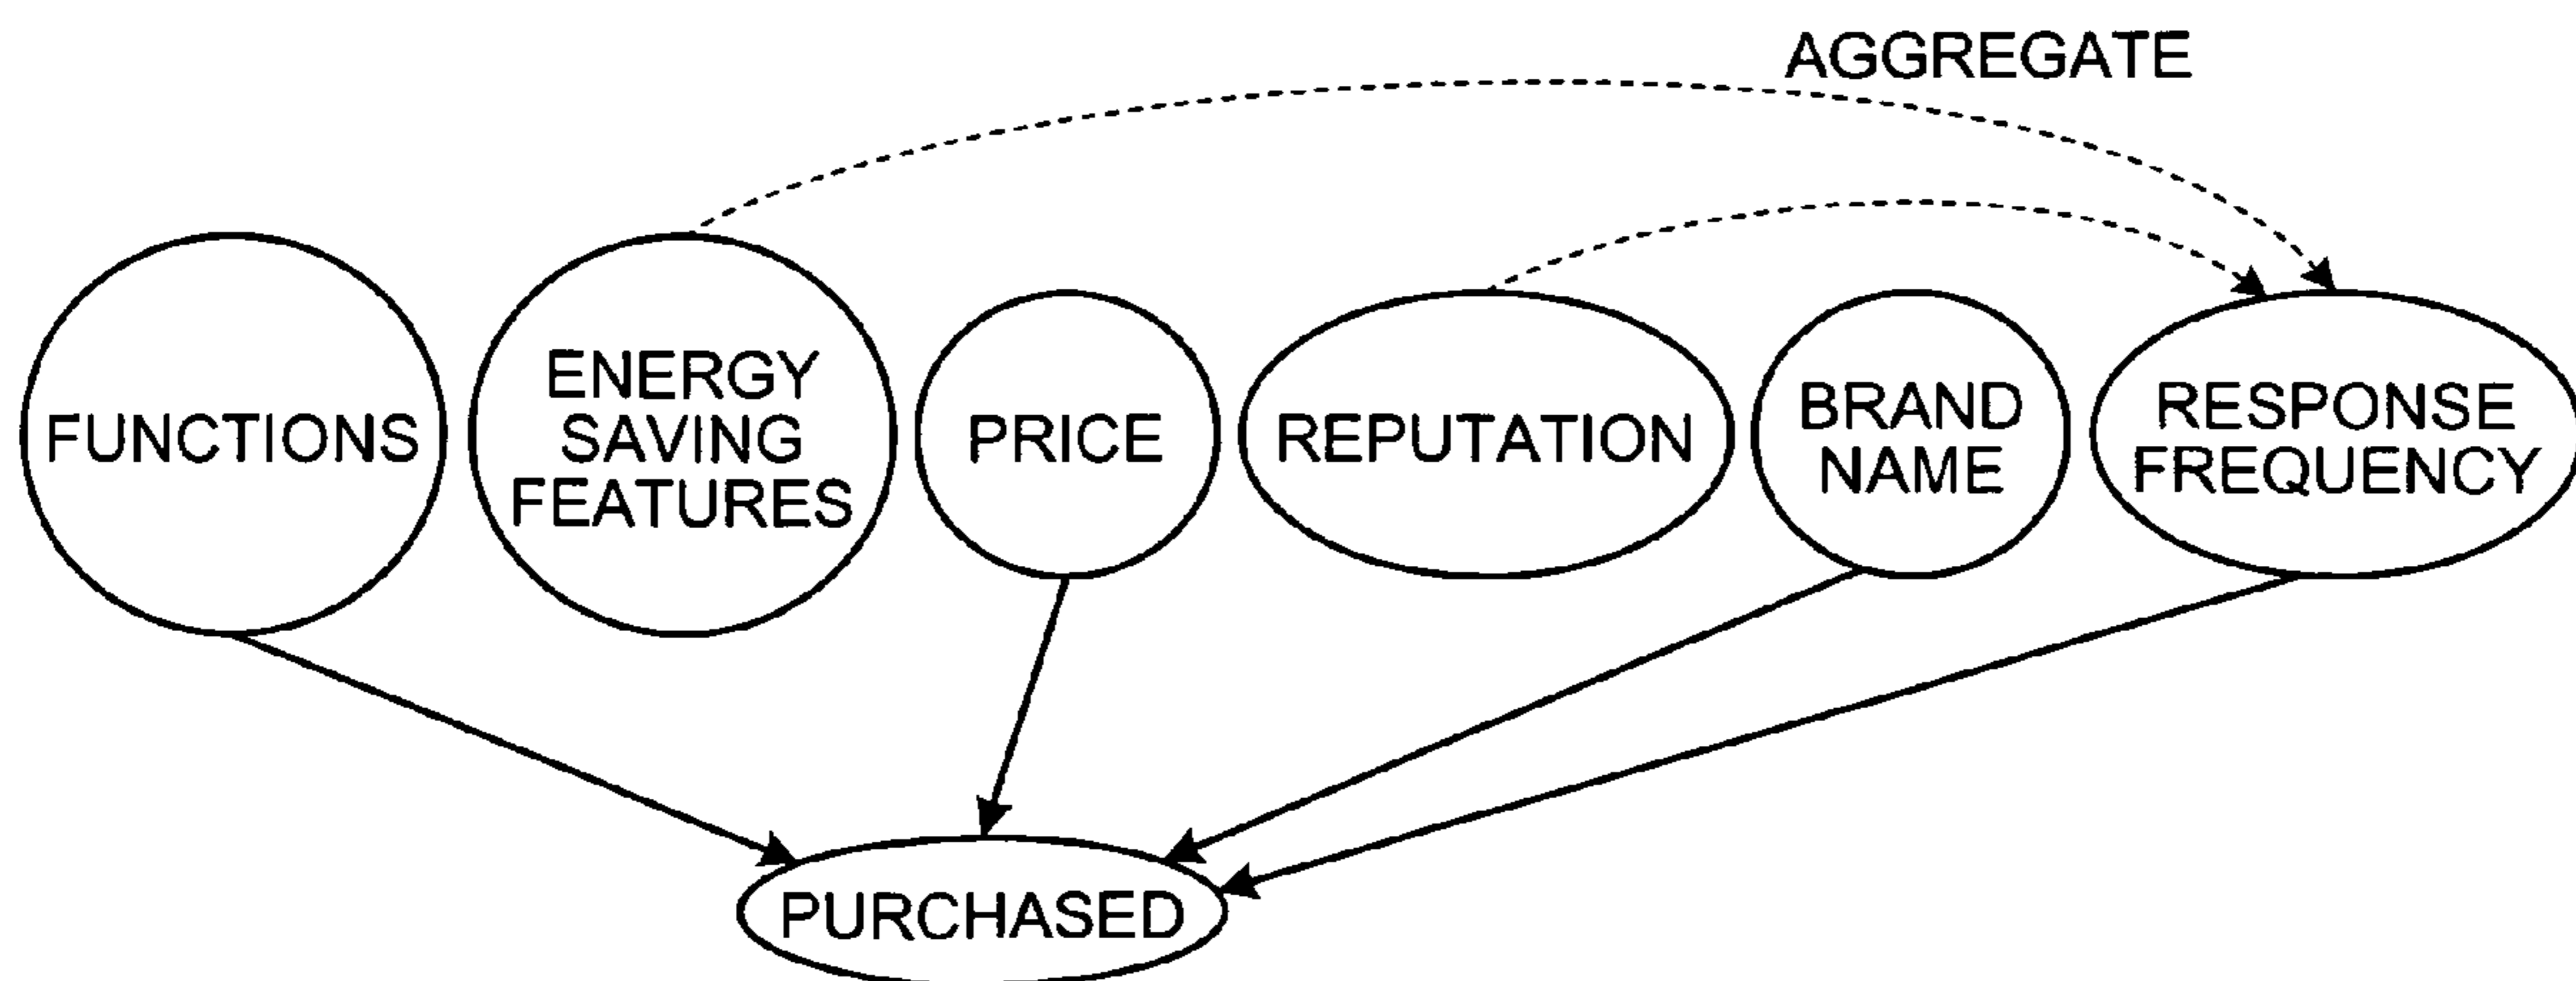 AGGREGATE
FUNCTIONS
ENERGY
SAVING
FEATURES
PRICE
REPUTATION
BRAND
NAME
RESPONSE
FREQUENCY
PURCHASED